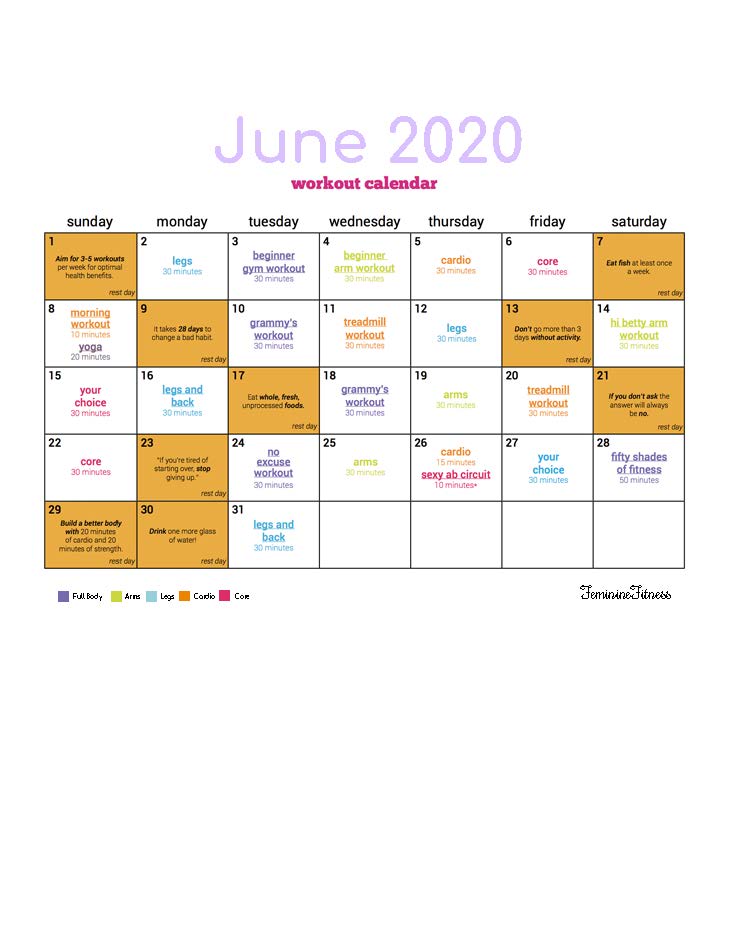 June 2020
workout calendar
sunday monday tuesday wednesday thursday friday saturday
1
Aim for 3-5 workouts
per week for optimal
health benefits.
rest day
2
legs
30 minutes
3
beginner
gym workout
30 minutes
4
beginner
arm workout
30 minutes
5
cardio
30 minutes
6
core
30 minutes
7
Eat fish at least once
a week.
rest day
8
morning
workout
10 minutes
yoga
20 minutes
9
It takes 28 days to
change a bad habit.
rest day
10
grammy's
workout
30 minutes
11
treadmill
workout
30 minutes
12
legs
30 minutes
13
Don't go more than 3
days without activity.
rest day
14
hi betty arm
workout
30 minutes
15
your
choice
30 minutes
16
legs and
back
30 minutes
17
Eat whole, fresh,
unprocessed foods.
rest day
18
grammy's
workout
30 minutes
19
arms
30 minutes
20
treadmill
workout
30 minutes
21
If you don't ask the
answer will always
be no.
rest day
22
core
30 minutes
23
"If you're tired of
starting over, stop
giving up."
rest day
24
no
excuse
workout
30 minutes
25
arms
30 minutes
26
cardio
15 minutes
sexy ab circuit
10 minutes*
27
your
choice
30 minutes
28
fifty shades
of fitness
50 minutes
29
Build a better body
with 20 minutes
of cardio and 20
minutes of strength.
rest day
30
Drink one more glass
of water!
rest day
31
legs and
back
30 minutes
Full Body Arms Legs Cardio Core
FeminineFitness